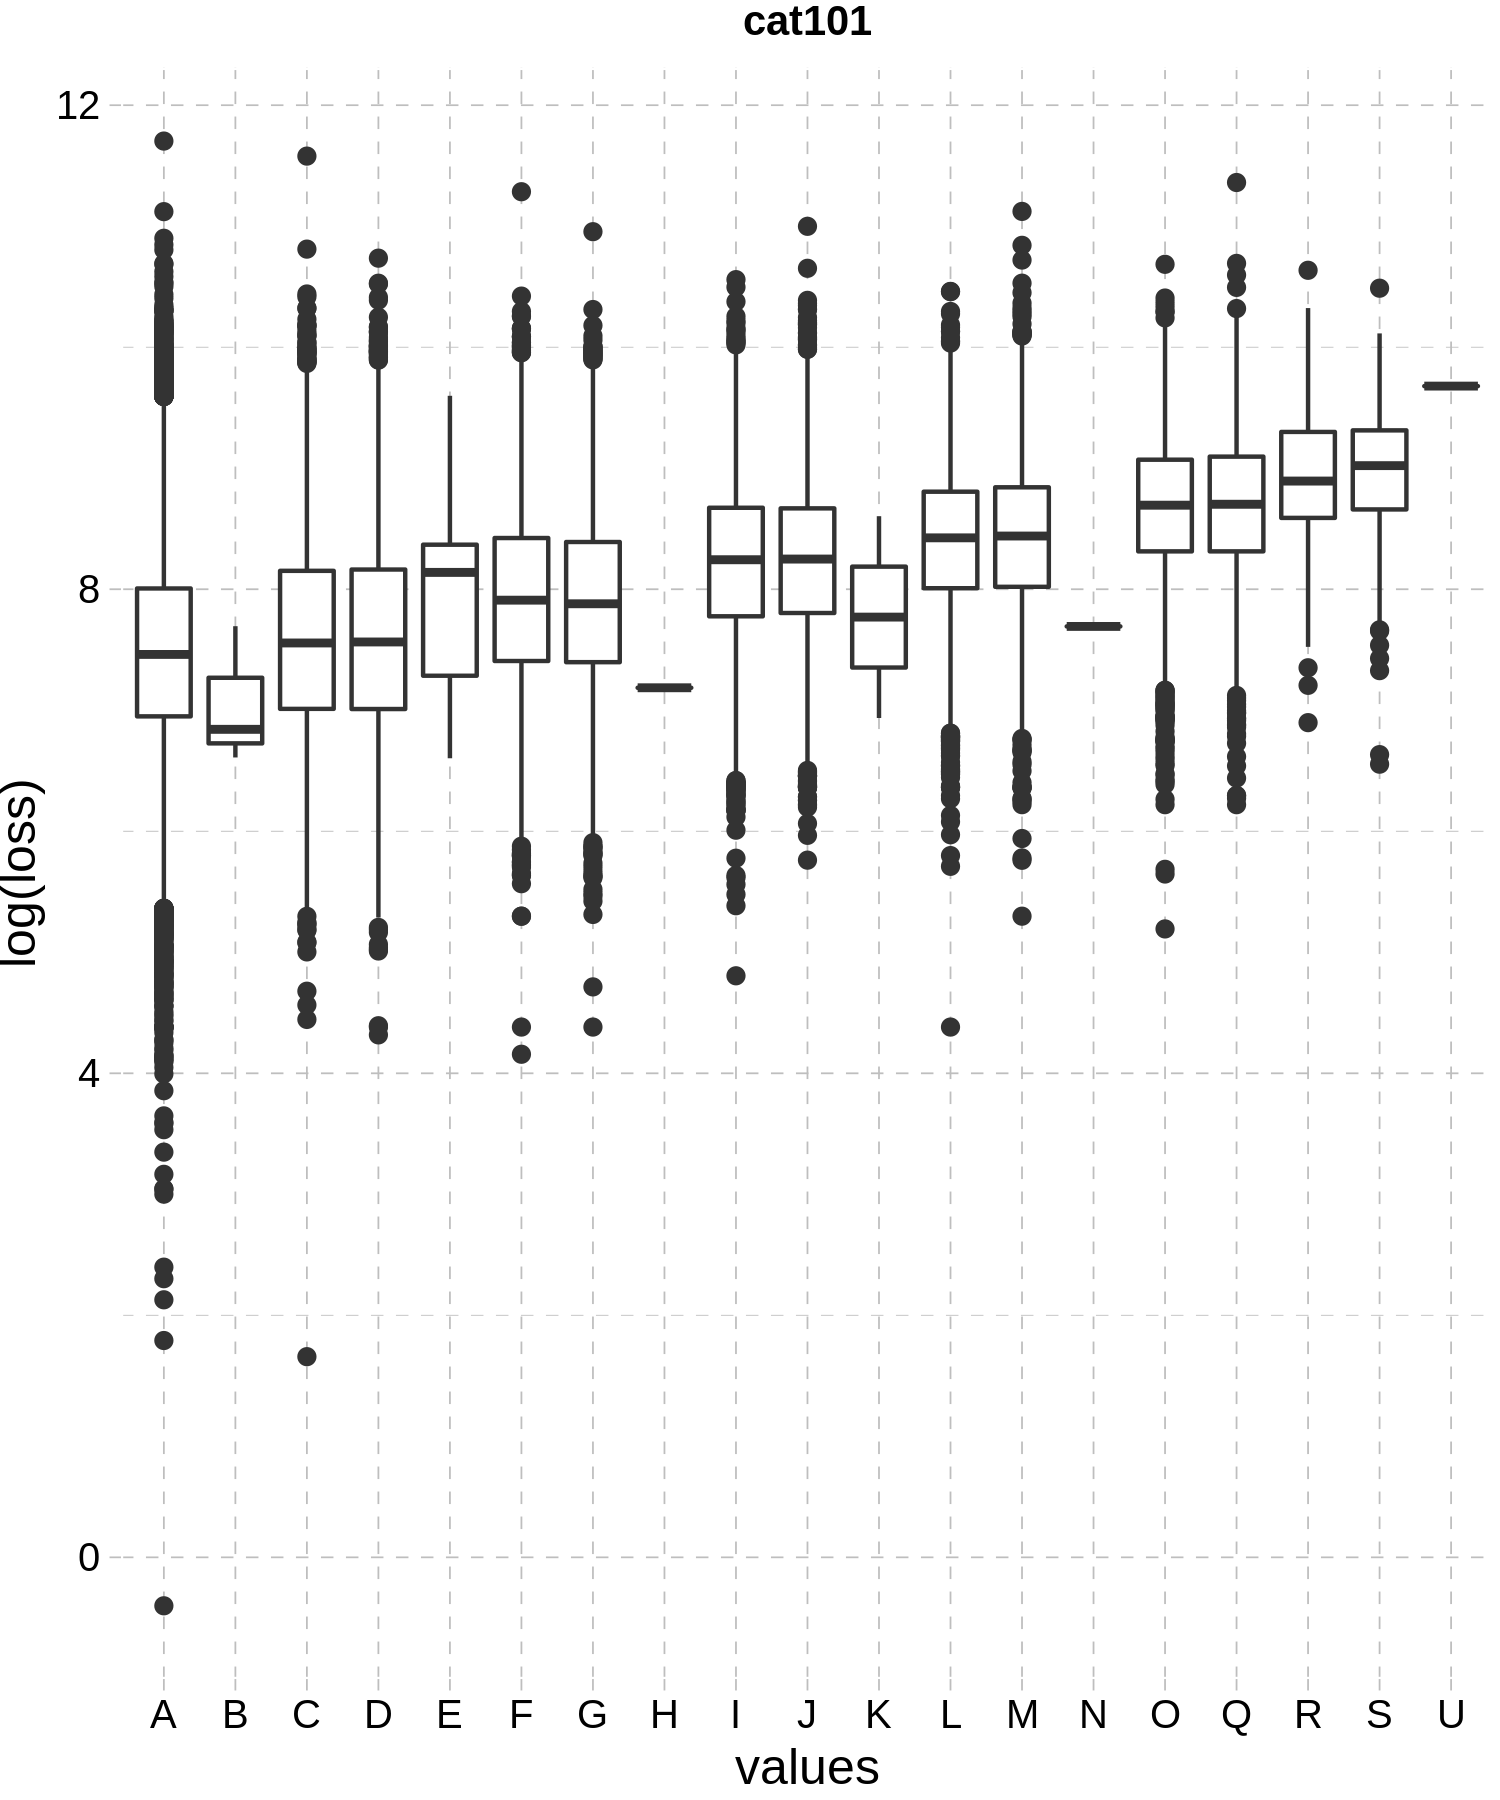 cat101
12
8
4
0
log(loss)
A B C D E F G H I J K L M N O Q R S U
values